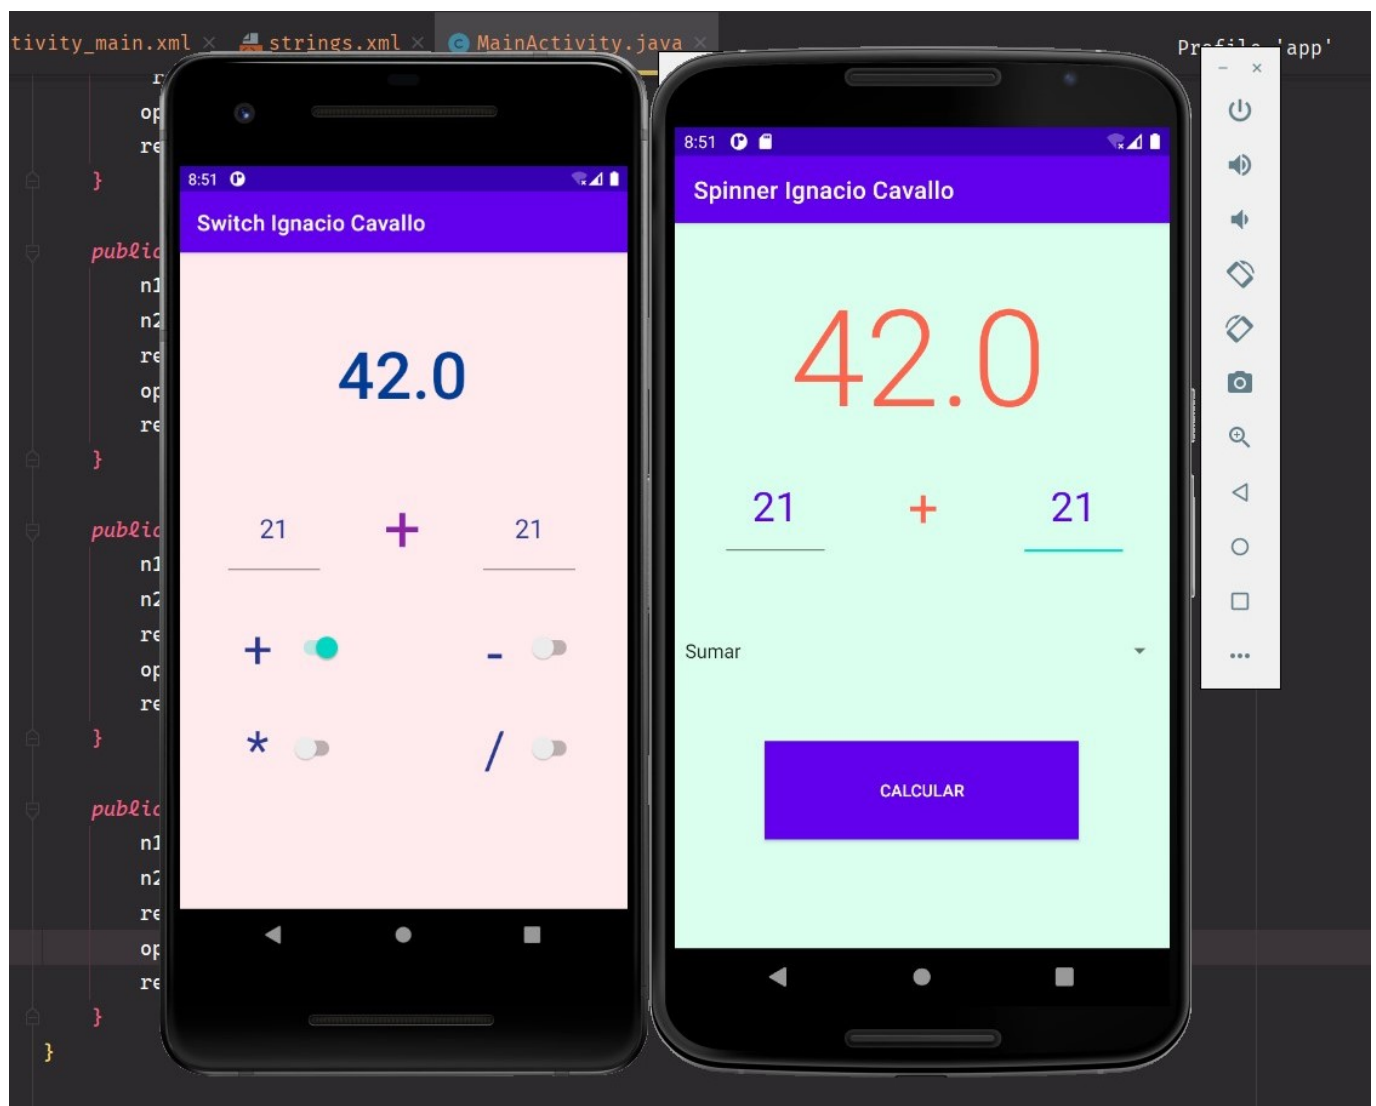 tivity_main.xml strings.xml MainActivity.java
Profile 'app'
op
re
}
public
n1
n2
re
op
re
}
public
n1
n2
re
op
re
}
public
n1
n2
re
op
re
}
}
8:51
Switch Ignacio Cavallo
42.0
21 + 21
+ -
* /
8:51
Spinner Ignacio Cavallo
42.0
21 + 21
Sumar
CALCULAR